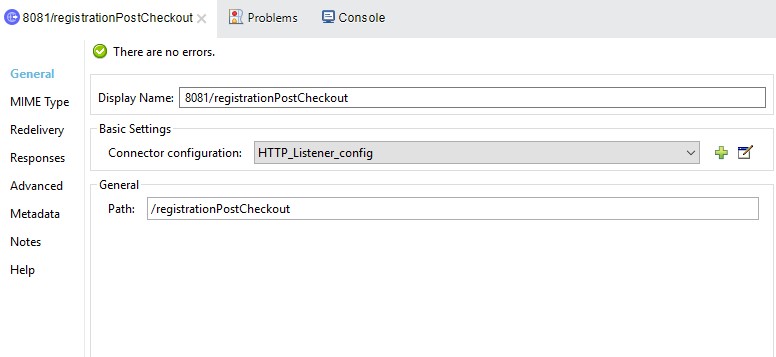 8081/registrationPostCheckout
Problems
Console
There are no errors.
General
MIME Type
Redelivery
Responses
Advanced
Metadata
Notes
Help
Display Name: 8081/registrationPostCheckout
Basic Settings
Connector configuration: HTTP_Listener_config
General
Path: /registrationPostCheckout